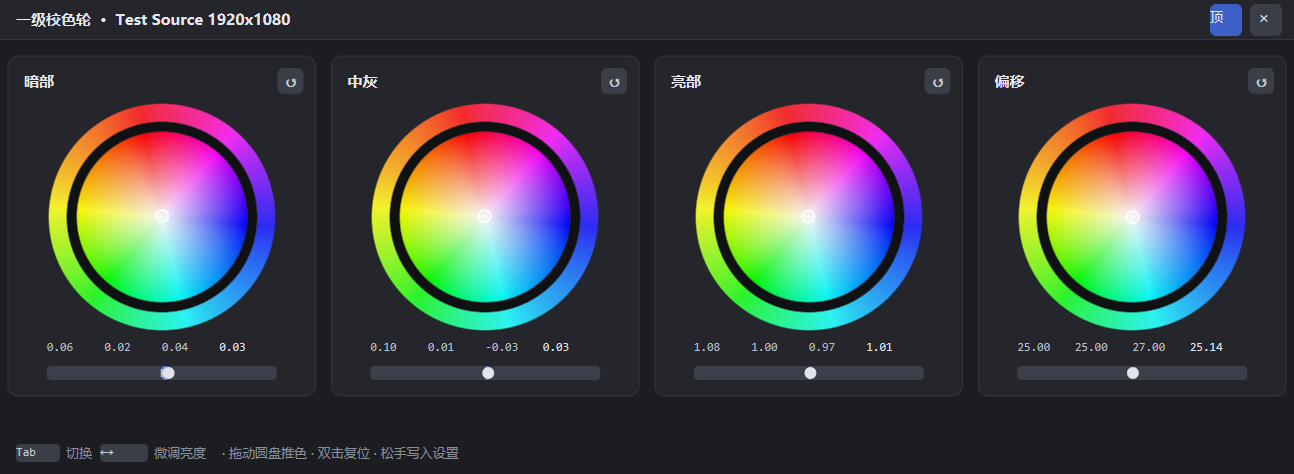 一级校色轮 • Test Source 1920x1080 顶 ×
暗部 ↺ 中灰 ↺ 亮部 ↺ 偏移 ↺
0.06 0.02 0.04 0.03 0.10 0.01 -0.03 0.03 1.08 1.00 0.97 1.01 25.00 25.00 27.00 25.14
Tab 切换 ↔ 微调亮度 · 拖动圆盘推色 · 双击复位 · 松手写入设置